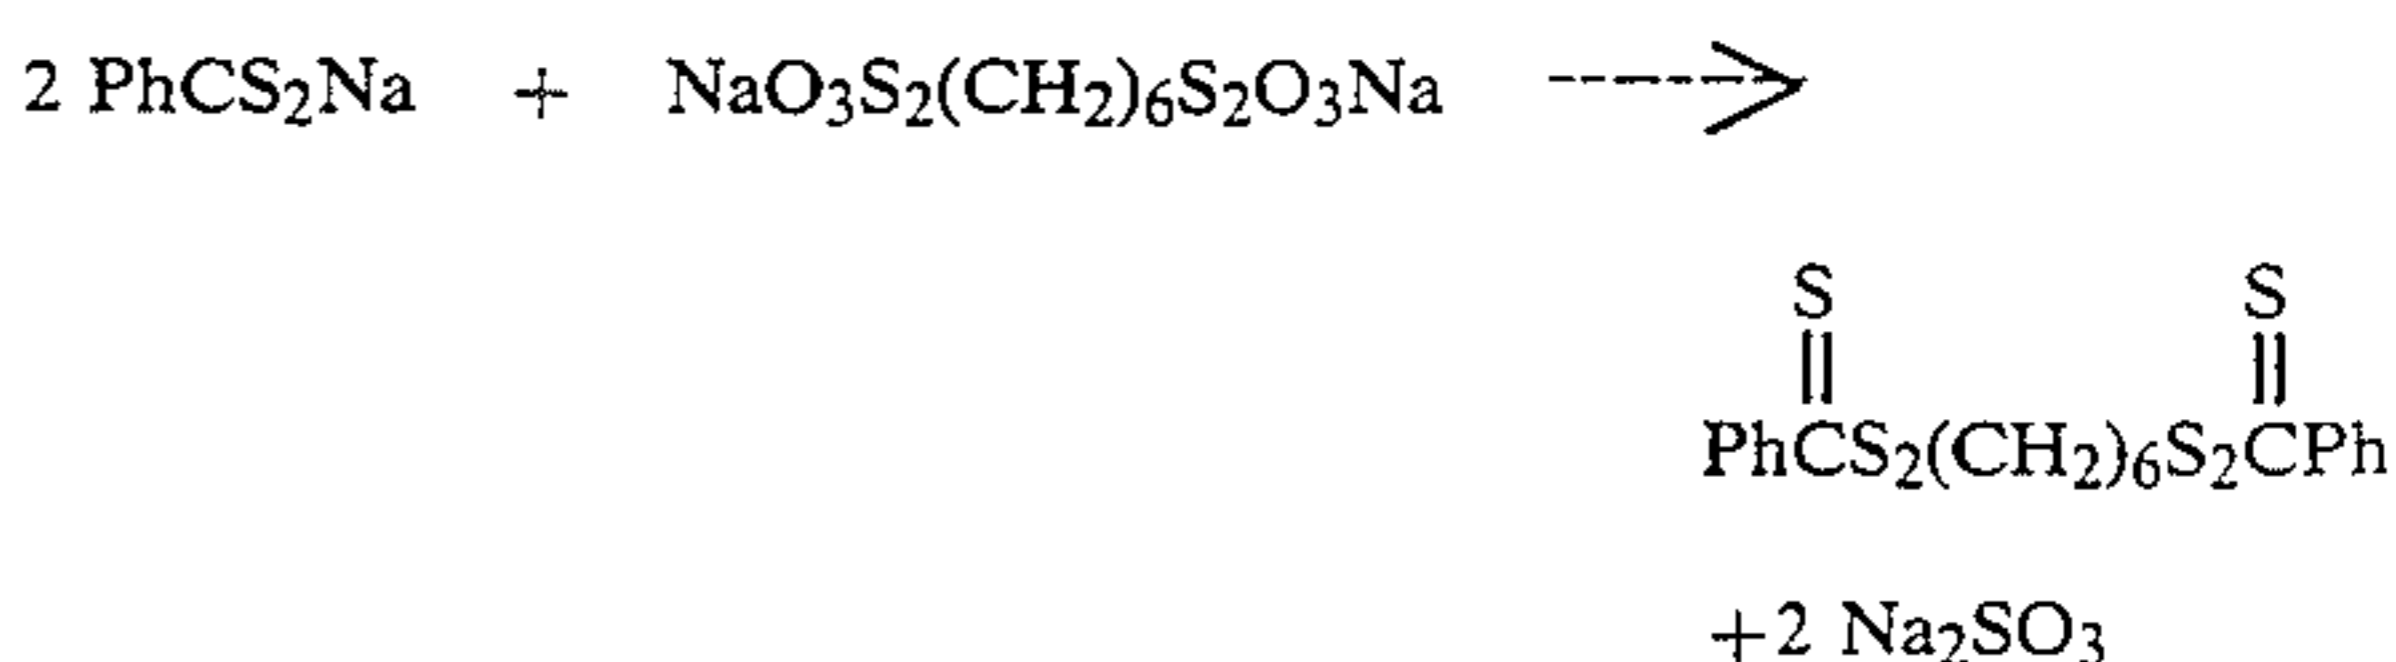 2 PhCS2Na + NaO3S2(CH2)6S2O3Na ---->
S S
|| ||
PhCS2(CH2)6S2CPh
+2 Na2SO3